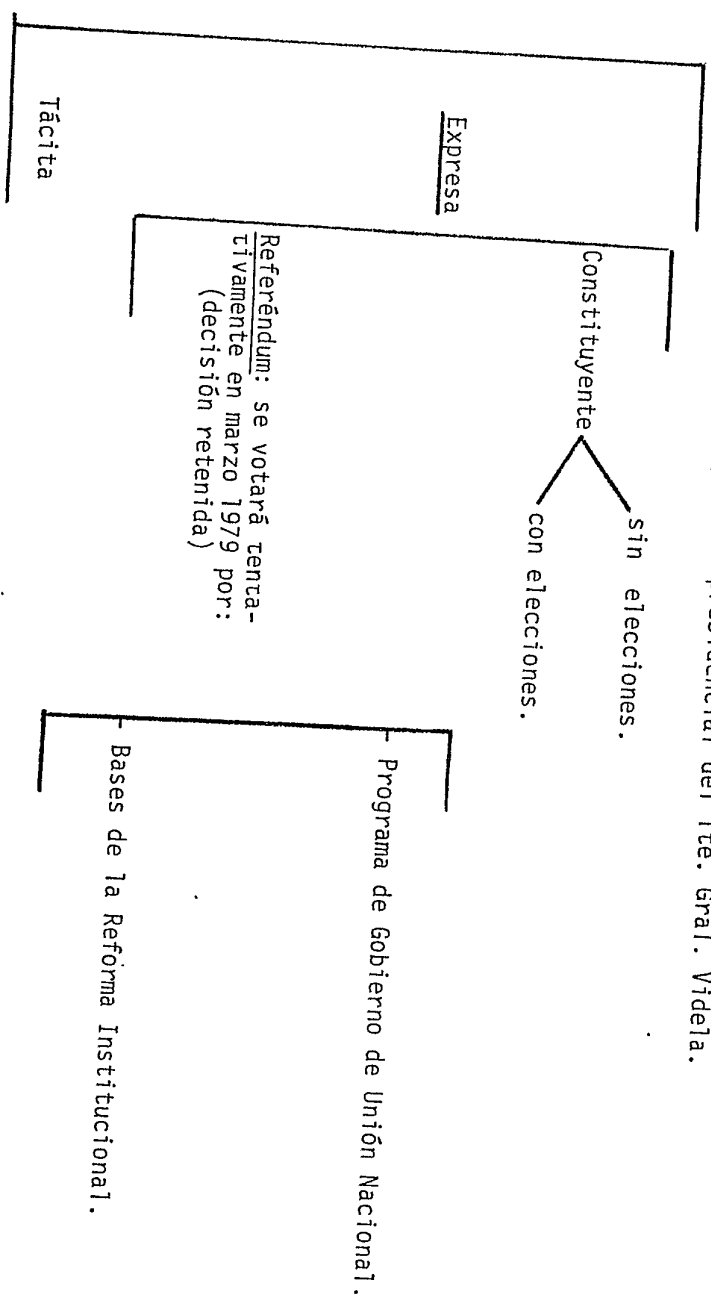 del Tte. Gral. Videla.
Expresa
Constituyente
sin elecciones.
con elecciones.
Referéndum: se votará tenta-
tivamente en marzo 1979 por:
(decisión retenida)
Programa de Gobierno de Unión Nacional.
Bases de la Reforma Institucional.
Tácita